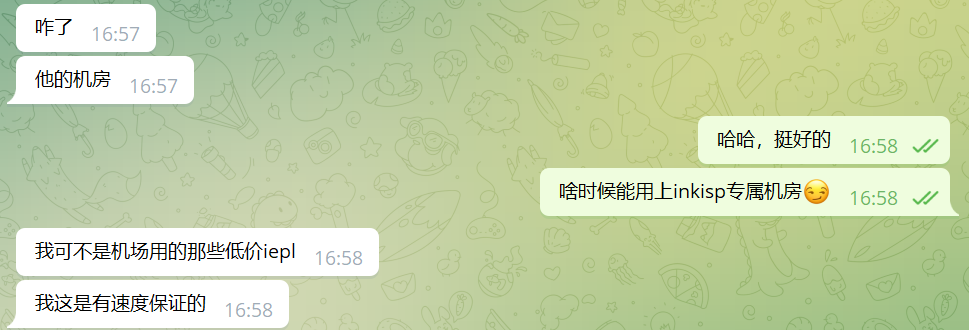 咋了 16:57
他的机房 16:57
哈哈，挺好的 16:58
啥时候能用上inkisp专属机房😏 16:58
我可不是机场用的那些低价iepl 16:58
我这是有速度保证的 16:58